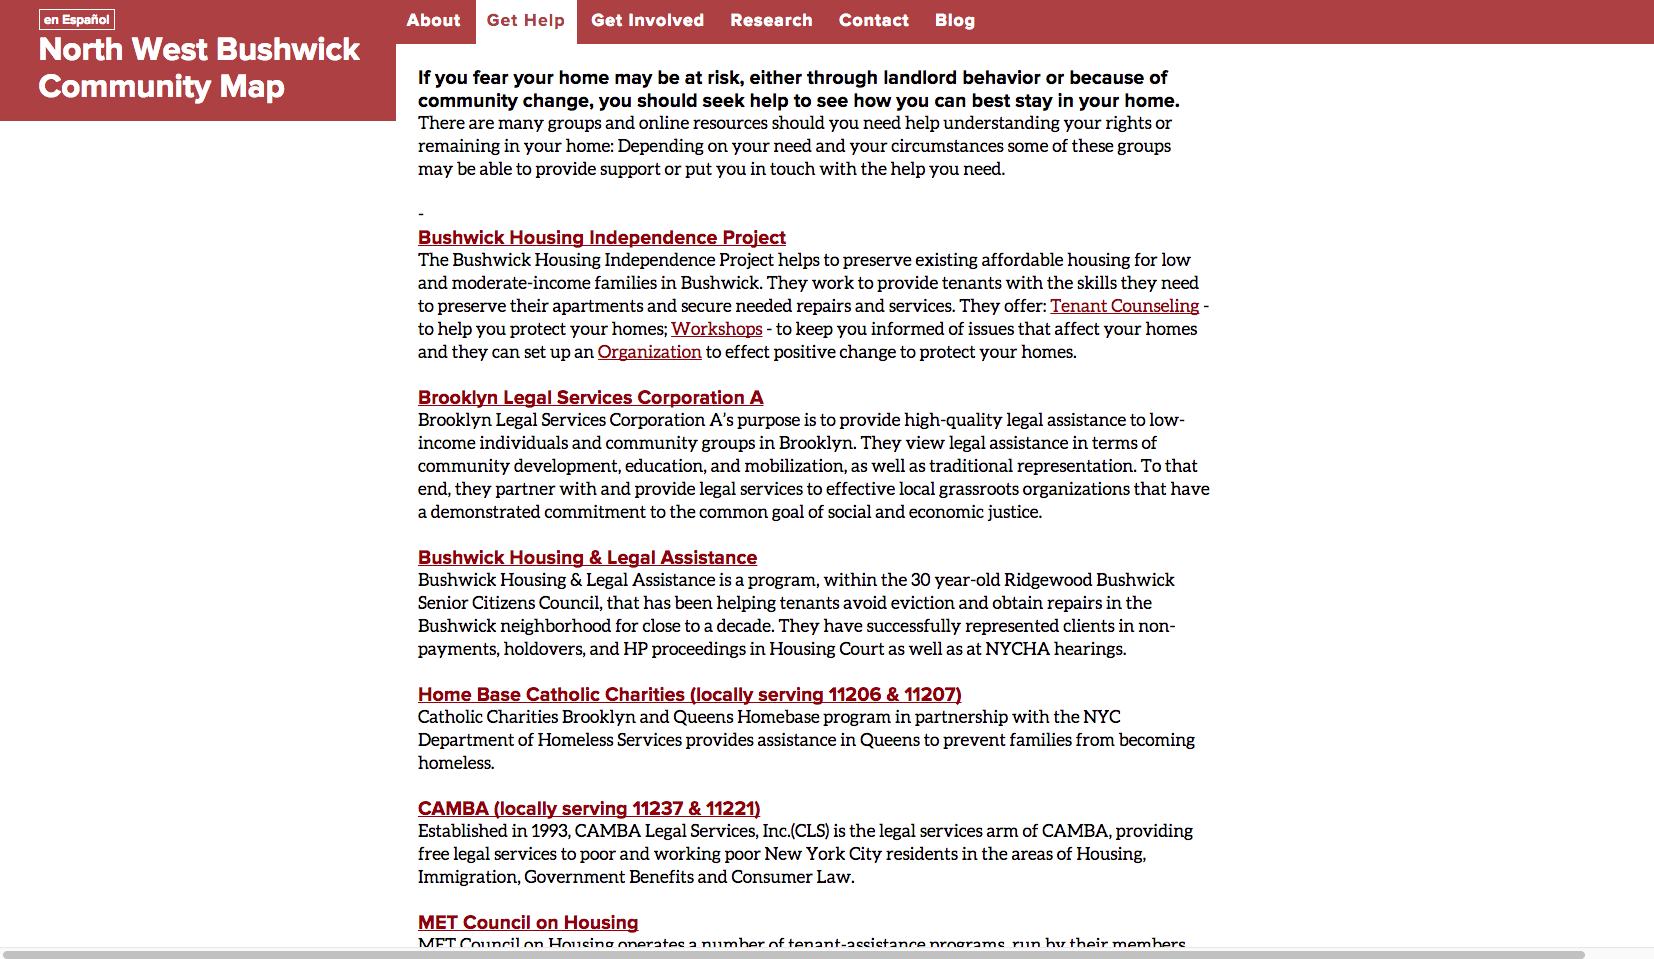 en Español
North West Bushwick
Community Map
About
Get Help
Get Involved
Research
Contact
Blog
If you fear your home may be at risk, either through landlord behavior or because of
community change, you should seek help to see how you can best stay in your home.
There are many groups and online resources should you need help understanding your rights or
remaining in your home: Depending on your need and your circumstances some of these groups
may be able to provide support or put you in touch with the help you need.
-
Bushwick Housing Independence Project
The Bushwick Housing Independence Project helps to preserve existing affordable housing for low
and moderate-income families in Bushwick. They work to provide tenants with the skills they need
to preserve their apartments and secure needed repairs and services. They offer: Tenant Counseling -
to help you protect your homes; Workshops - to keep you informed of issues that affect your homes
and they can set up an Organization to effect positive change to protect your homes.
Brooklyn Legal Services Corporation A
Brooklyn Legal Services Corporation A's purpose is to provide high-quality legal assistance to low-
income individuals and community groups in Brooklyn. They view legal assistance in terms of
community development, education, and mobilization, as well as traditional representation. To that
end, they partner with and provide legal services to effective local grassroots organizations that have
a demonstrated commitment to the common goal of social and economic justice.
Bushwick Housing & Legal Assistance
Bushwick Housing & Legal Assistance is a program, within the 30 year-old Ridgewood Bushwick
Senior Citizens Council, that has been helping tenants avoid eviction and obtain repairs in the
Bushwick neighborhood for close to a decade. They have successfully represented clients in non-
payments, holdovers, and HP proceedings in Housing Court as well as at NYCHA hearings.
Home Base Catholic Charities (locally serving 11206 & 11207)
Catholic Charities Brooklyn and Queens Homebase program in partnership with the NYC
Department of Homeless Services provides assistance in Queens to prevent families from becoming
homeless.
CAMBA (locally serving 11237 & 11221)
Established in 1993, CAMBA Legal Services, Inc.(CLS) is the legal services arm of CAMBA, providing
free legal services to poor and working poor New York City residents in the areas of Housing,
Immigration, Government Benefits and Consumer Law.
MET Council on Housing
MET Council on Housing operates a number of tenant-assistance programs, run by their members